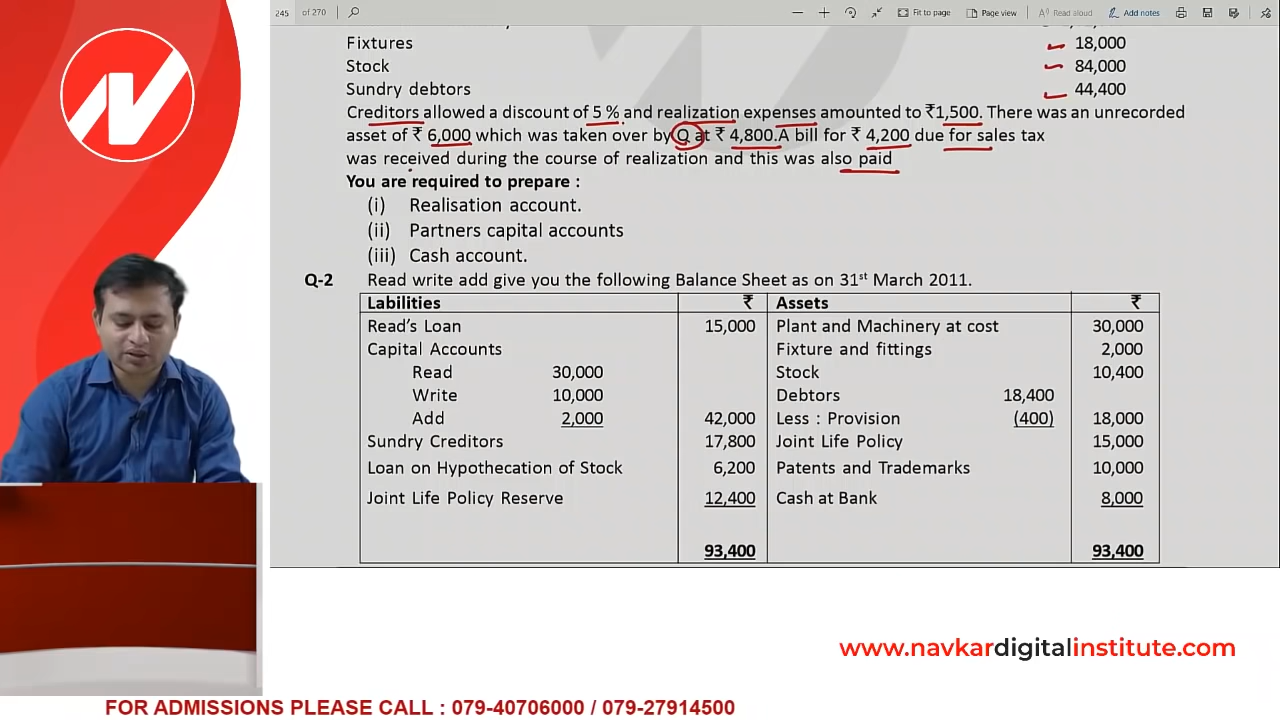 245 of 270 Fit to page Page view Read aloud Add notes
Fixtures 18,000
Stock 84,000
Sundry debtors 44,400
Creditors allowed a discount of 5 % and realization expenses amounted to ₹1,500. There was an unrecorded
asset of ₹ 6,000 which was taken over by Q at ₹ 4,800 A bill for ₹ 4,200 due for sales tax
was received during the course of realization and this was also paid
You are required to prepare :
(i) Realisation account.
(ii) Partners capital accounts
(iii) Cash account.
Q-2 Read write add give you the following Balance Sheet as on 31st March 2011.
Labilities ₹ Assets ₹
Read's Loan 15,000 Plant and Machinery at cost 30,000
Capital Accounts Fixture and fittings 2,000
Read 30,000 Stock 10,400
Write 10,000 Debtors 18,400
Add 2,000 42,000 Less : Provision (400) 18,000
Sundry Creditors 17,800 Joint Life Policy 15,000
Loan on Hypothecation of Stock 6,200 Patents and Trademarks 10,000
Joint Life Policy Reserve 12,400 Cash at Bank 8,000
93,400 93,400
www.navkardigitalinstitute.com
FOR ADMISSIONS PLEASE CALL : 079-40706000 / 079-27914500